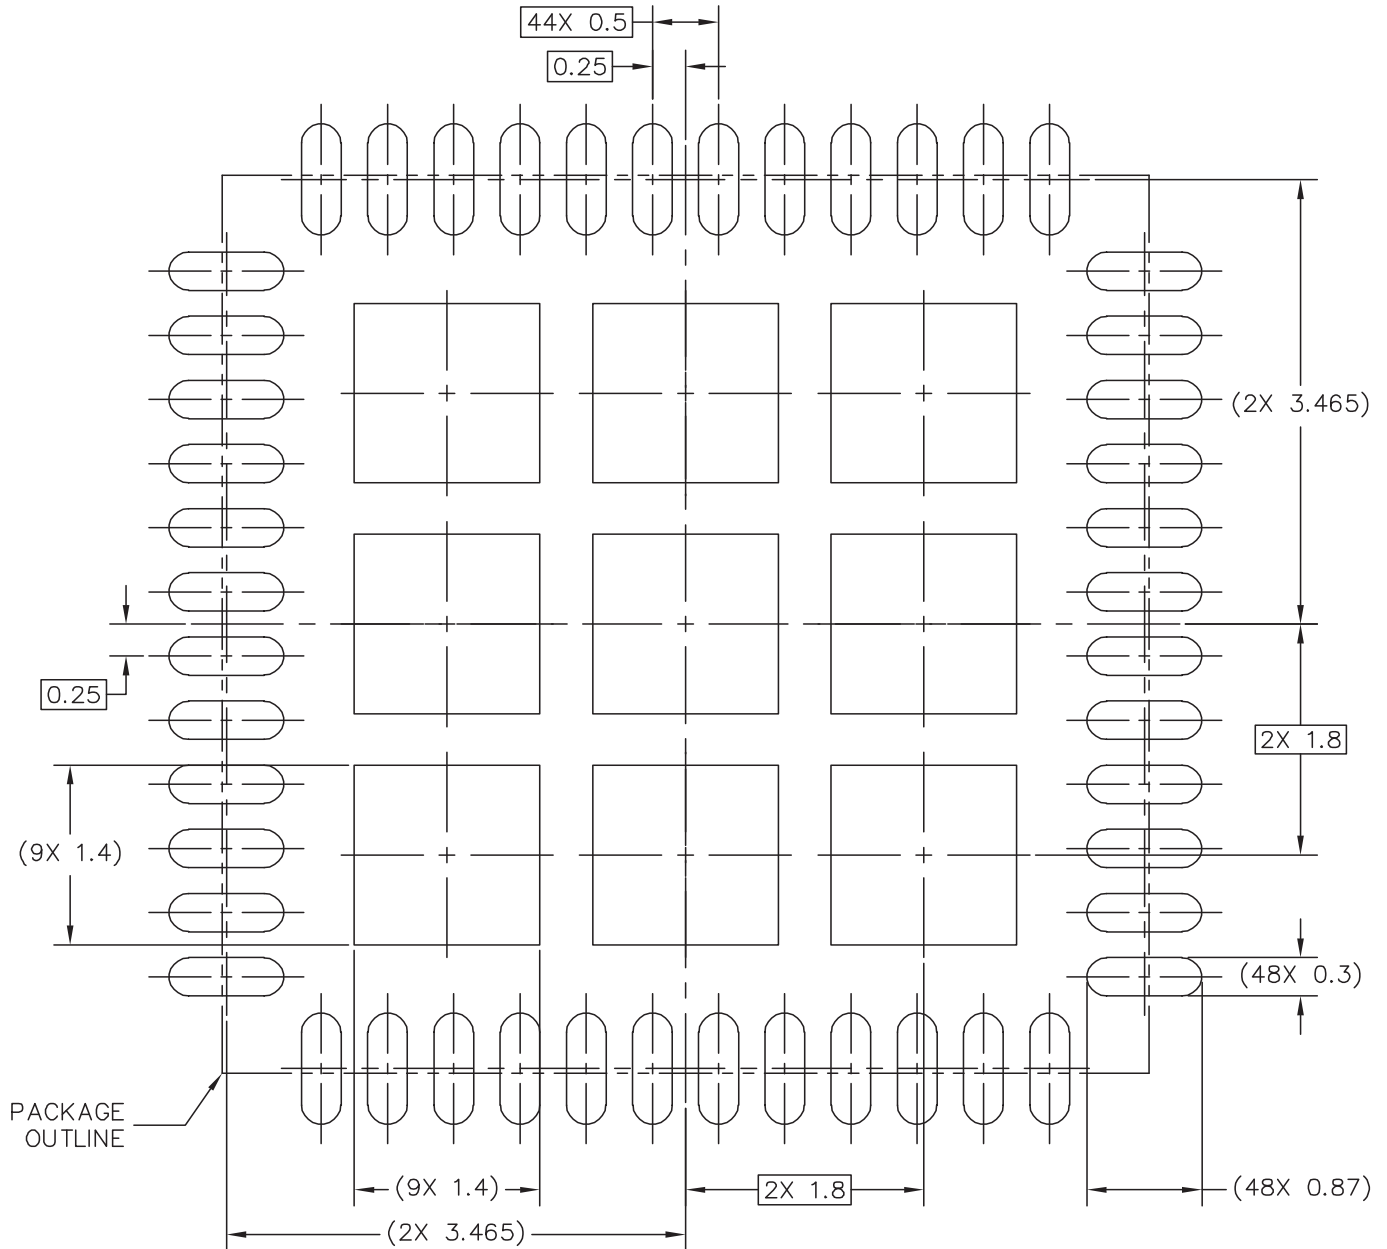 44X 0.5
0.25
(2X 3.465)
0.25
2X 1.8
(9X 1.4)
(48X 0.3)
PACKAGE
OUTLINE
(9X 1.4)
2X 1.8
(48X 0.87)
(2X 3.465)